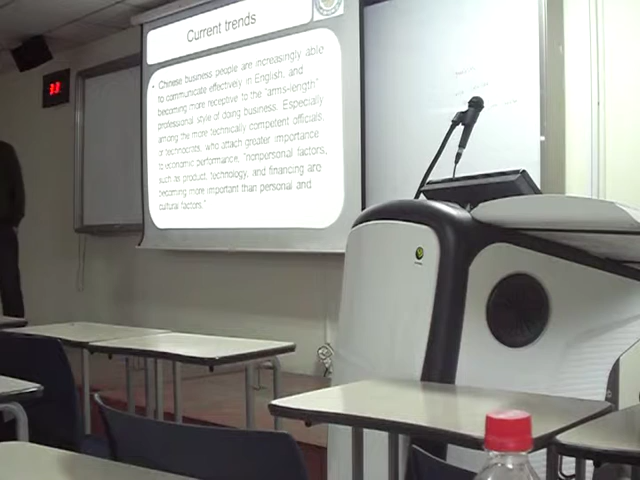 Current trends
• Chinese business people are increasingly able
to communicate effectively in English, and
becoming more receptive to the "arms-length"
professional style of doing business. Especially
among the more technically competent officials,
or technocrats, who attach greater importance
to economic performance, "nonpersonal factors,
such as product, technology, and financing are
becoming more important than personal and
cultural factors."